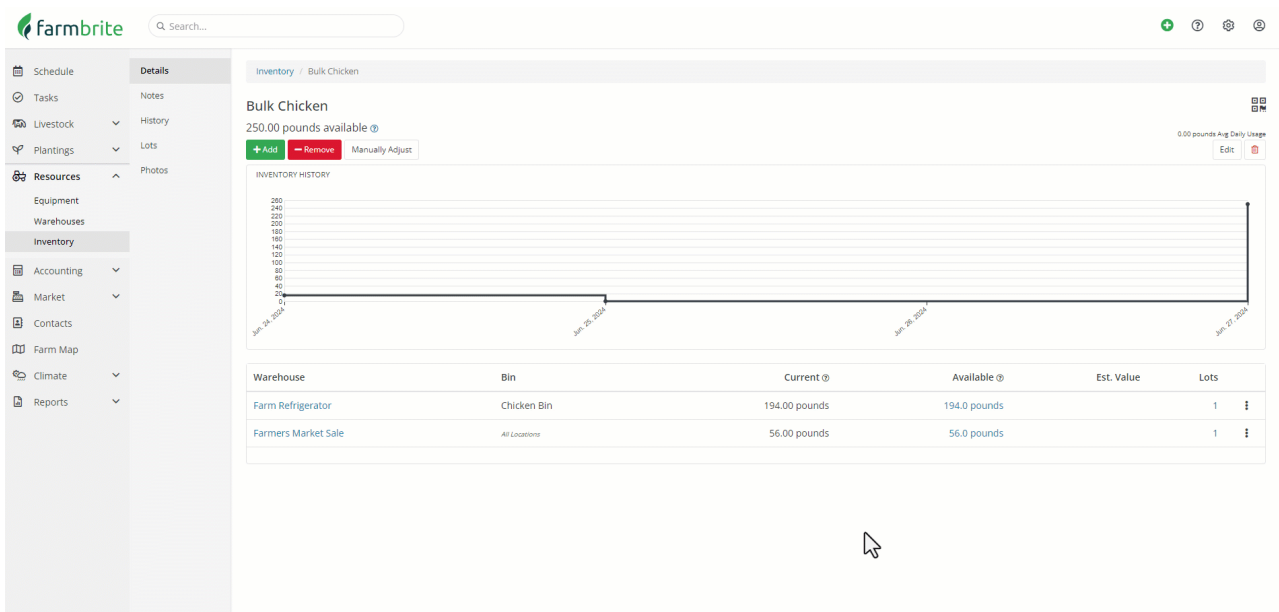 farmbrite
Search...
Schedule
Tasks
Livestock
Plantings
Resources
Equipment
Warehouses
Inventory
Accounting
Market
Contacts
Farm Map
Climate
Reports
Details
Notes
History
Lots
Photos
Inventory / Bulk Chicken
Bulk Chicken
250.00 pounds available
0.00 pounds Avg Daily Usage
+ Add − Remove Manually Adjust Edit
INVENTORY HISTORY
260
240
220
200
180
160
140
120
100
80
60
40
20
0
Jun. 24, 2024 Jun. 25, 2024 Jun. 26, 2024 Jun. 27, 2024
Warehouse Bin Current Available Est. Value Lots
Farm Refrigerator Chicken Bin 194.00 pounds 194.0 pounds 1
Farmers Market Sale All Locations 56.00 pounds 56.0 pounds 1